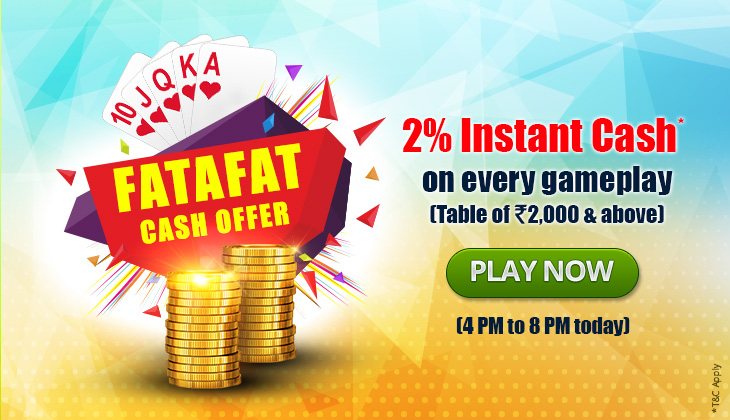 10 J Q K A
FATAFAT
CASH OFFER
2% Instant Cash*
on every gameplay
(Table of ₹2,000 & above)
PLAY NOW
(4 PM to 8 PM today)
*T&C Apply